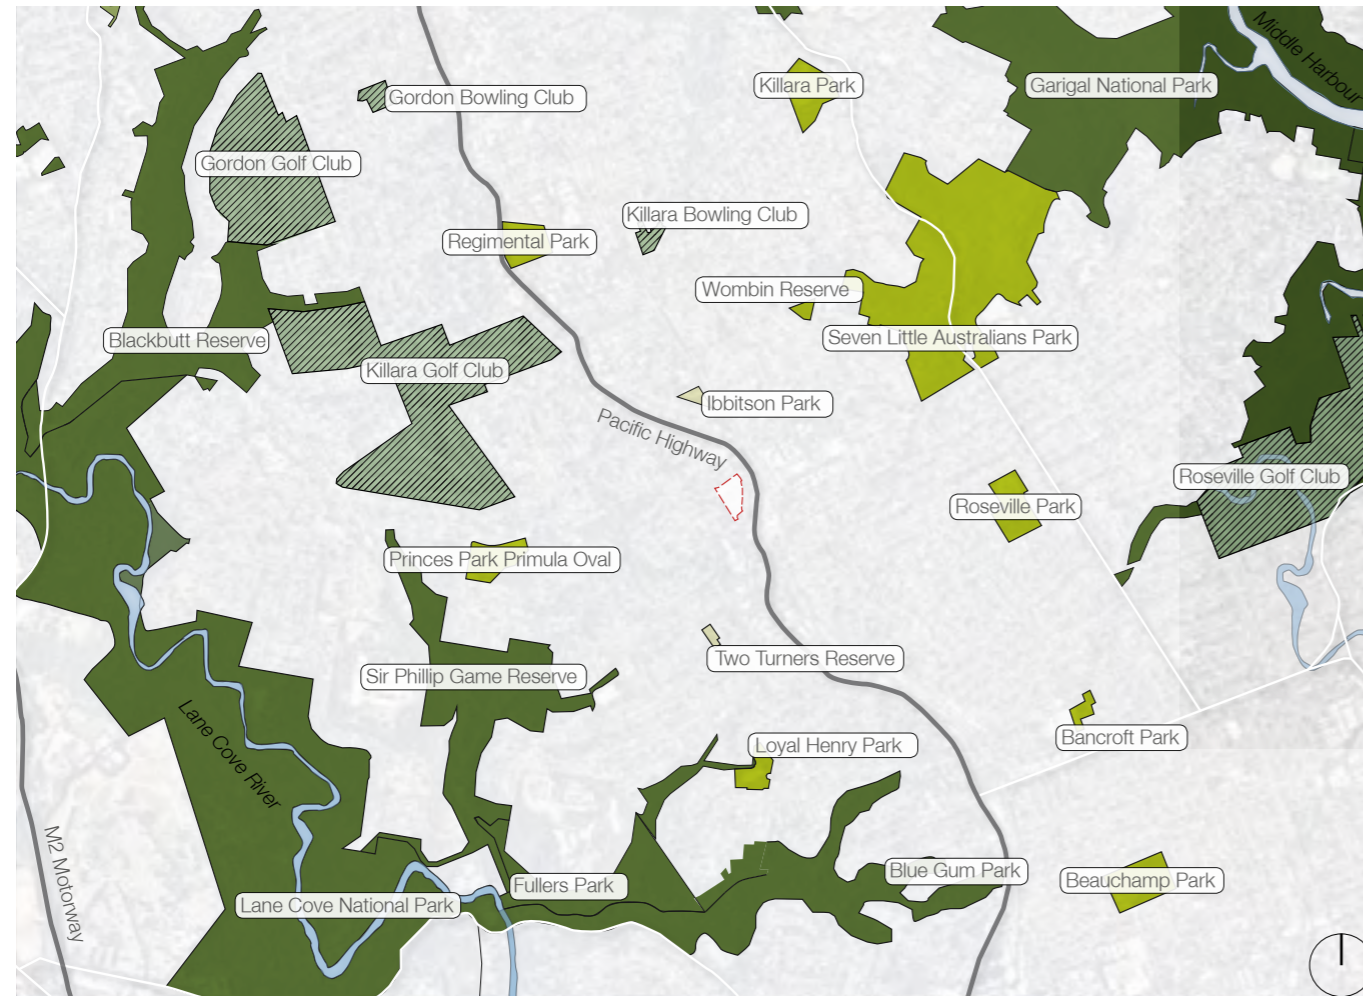 Middle Harbour
Killara Park
Garigal National Park
Gordon Bowling Club
Gordon Golf Club
Killara Bowling Club
Regimental Park
Wombin Reserve
Blackbutt Reserve
Seven Little Australians Park
Killara Golf Club
Ibbitson Park
Pacific Highway
Roseville Golf Club
Roseville Park
Princes Park Primula Oval
Two Turners Reserve
Sir Phillip Game Reserve
Lane Cove River
Bancroft Park
Loyal Henry Park
M2 Motorway
Blue Gum Park
Beauchamp Park
Fullers Park
Lane Cove National Park